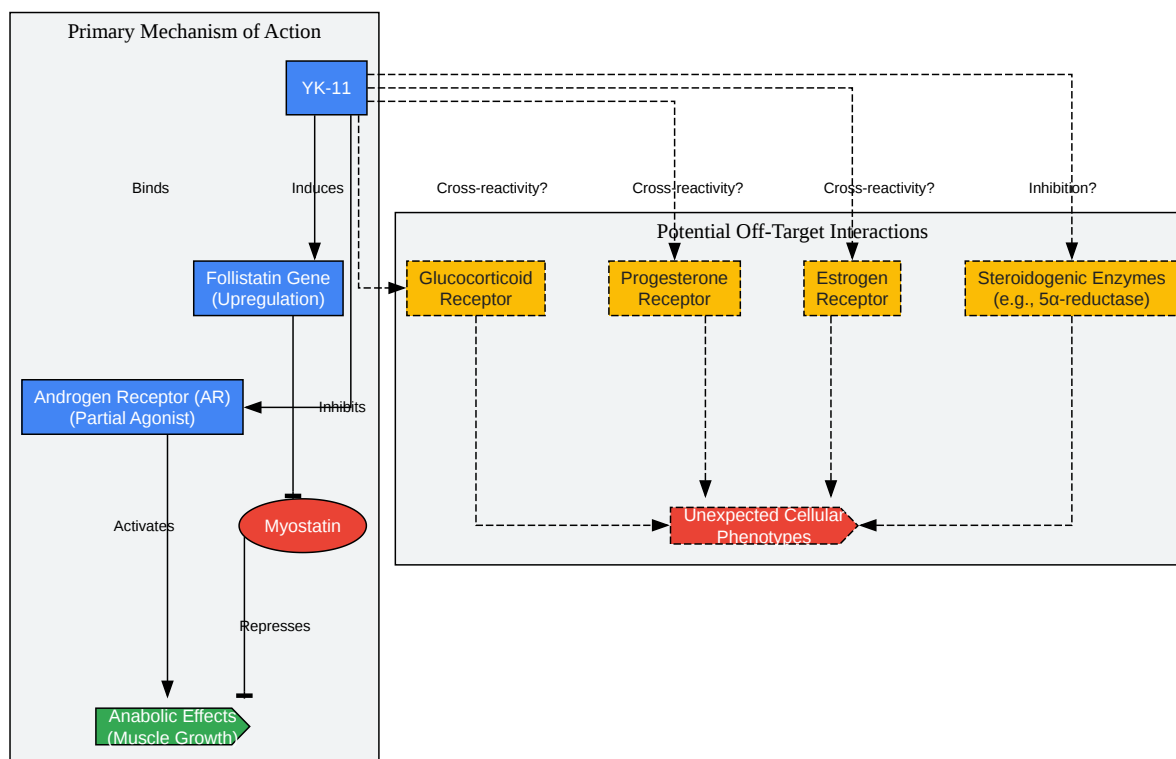 Primary Mechanism of Action
YK-11
Binds
Induces
Cross-reactivity?
Cross-reactivity?
Cross-reactivity?
Inhibition?
Potential Off-Target Interactions
Follistatin Gene
(Upregulation)
Glucocorticoid
Receptor
Progesterone
Receptor
Estrogen
Receptor
Steroidogenic Enzymes
(e.g., 5α-reductase)
Androgen Receptor (AR)
(Partial Agonist)
Inhibits
Activates
Myostatin
Unexpected Cellular
Phenotypes
Represses
Anabolic Effects
(Muscle Growth)